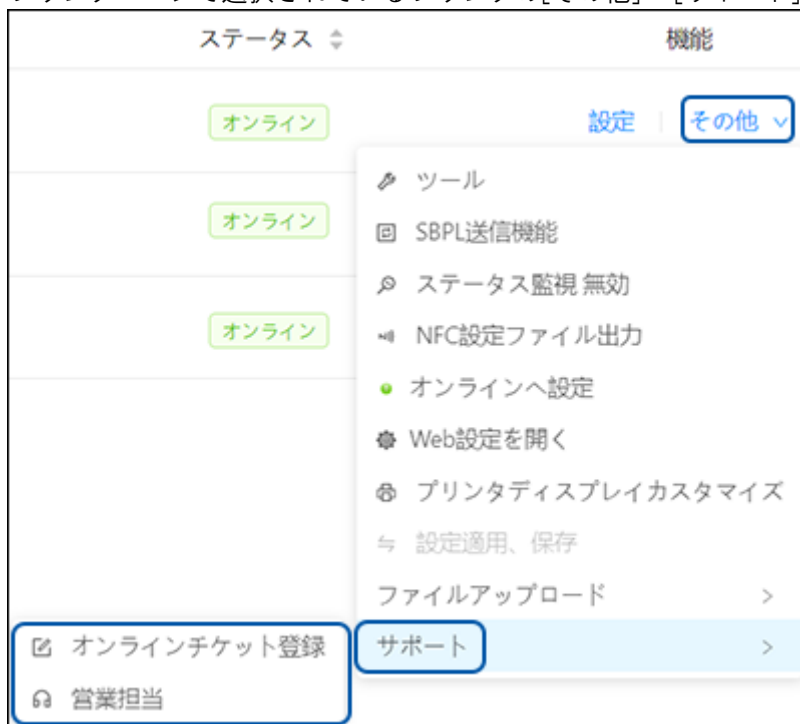 ステータス 機能
オンライン 設定 その他
ツール
オンライン SBPL送信機能
ステータス監視 無効
オンライン NFC設定ファイル出力
オンラインへ設定
Web設定を開く
プリンタディスプレイカスタマイズ
設定適用、保存
ファイルアップロード >
オンラインチケット登録 サポート >
営業担当